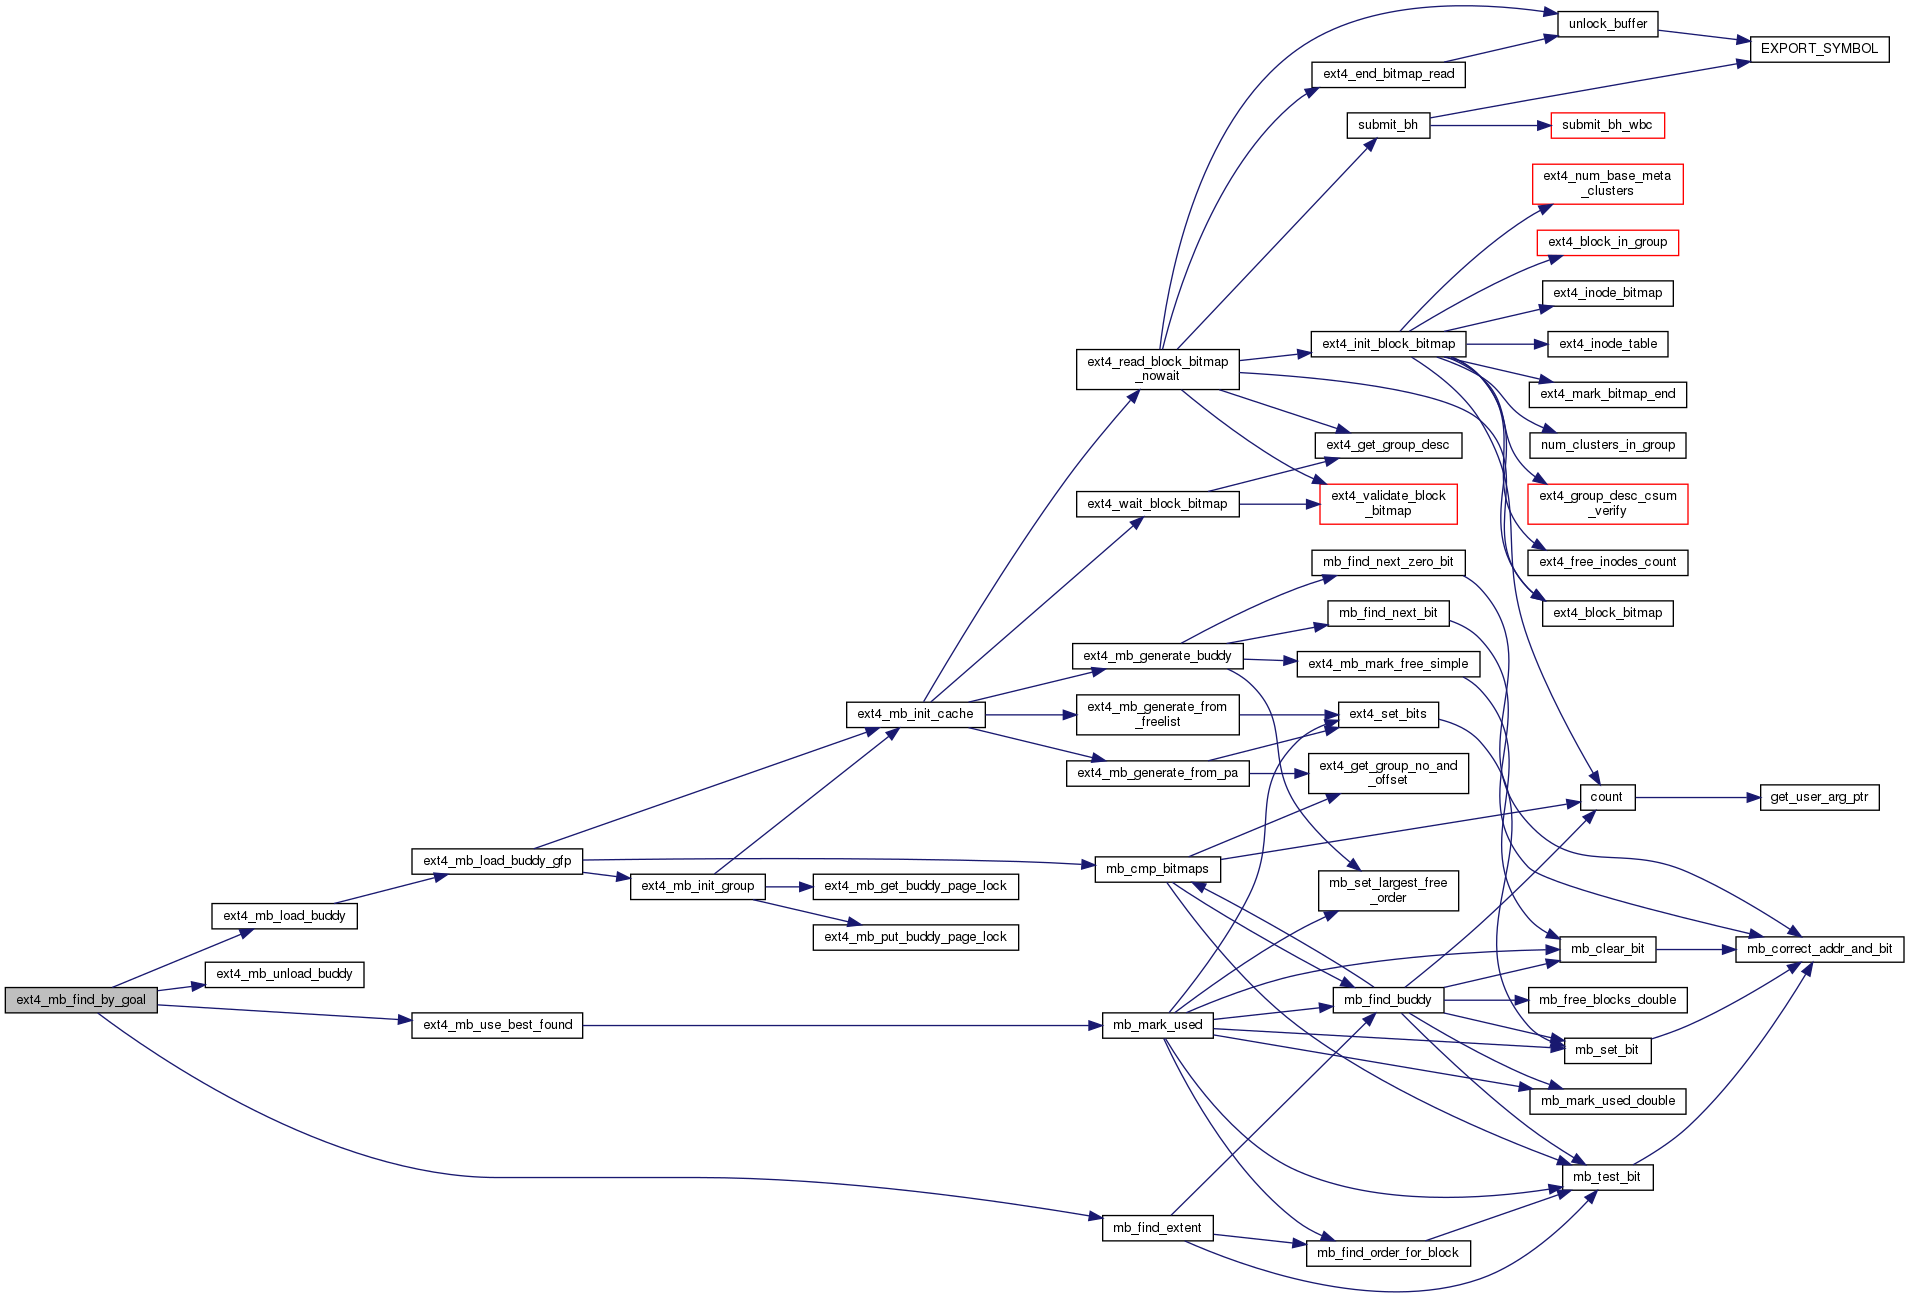 unlock_buffer
EXPORT_SYMBOL
ext4_end_bitmap_read
submit_bh
submit_bh_wbc
ext4_num_base_meta
_clusters
ext4_block_in_group
ext4_inode_bitmap
ext4_read_block_bitmap
_nowait
ext4_init_block_bitmap
ext4_inode_table
ext4_mark_bitmap_end
ext4_get_group_desc
num_clusters_in_group
ext4_wait_block_bitmap
ext4_validate_block
_bitmap
ext4_group_desc_csum
_verify
mb_find_next_zero_bit
ext4_free_inodes_count
mb_find_next_bit
ext4_block_bitmap
ext4_mb_generate_buddy
ext4_mb_mark_free_simple
ext4_mb_init_cache
ext4_mb_generate_from
_freelist
ext4_set_bits
ext4_mb_generate_from_pa
ext4_get_group_no_and
_offset
count
get_user_arg_ptr
ext4_mb_load_buddy_gfp
mb_cmp_bitmaps
ext4_mb_init_group
ext4_mb_get_buddy_page_lock
mb_set_largest_free
_order
ext4_mb_load_buddy
ext4_mb_put_buddy_page_lock
mb_clear_bit
mb_correct_addr_and_bit
ext4_mb_unload_buddy
ext4_mb_find_by_goal
mb_find_buddy
mb_free_blocks_double
ext4_mb_use_best_found
mb_mark_used
mb_set_bit
mb_mark_used_double
mb_test_bit
mb_find_extent
mb_find_order_for_block